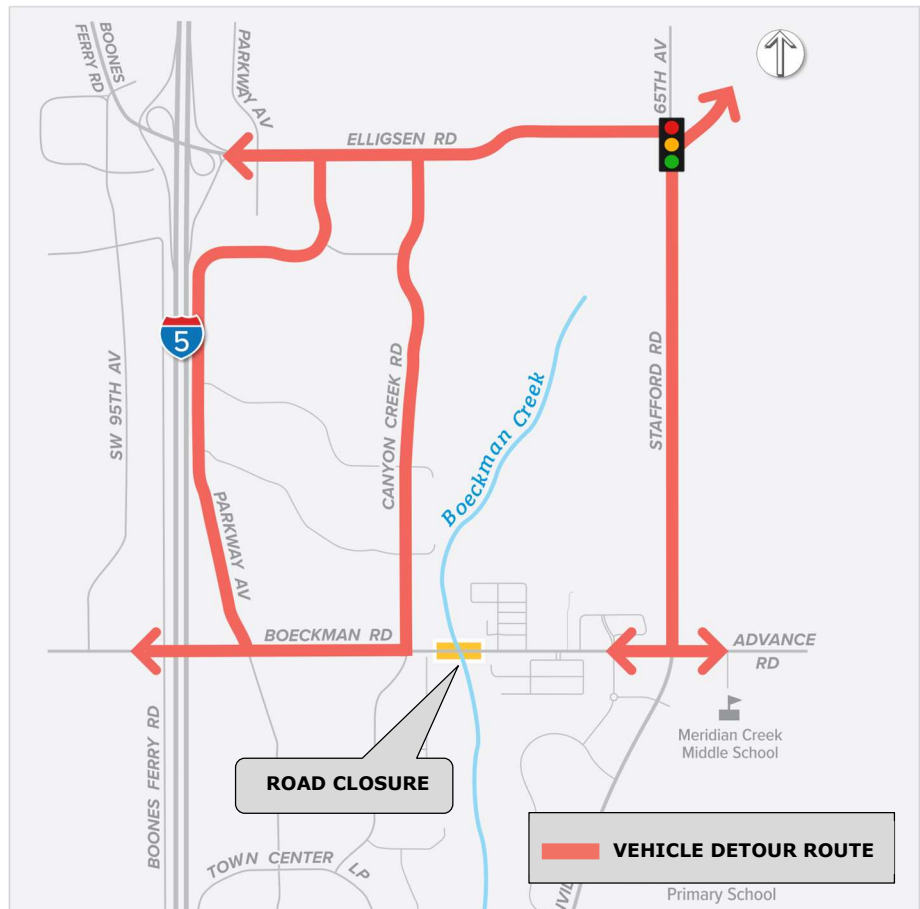 BOONES
FERRY RD
PARKWAY AV
65TH AV
ELLIGSEN RD
5
SW 95TH AV
CANYON CREEK RD
Boeckman Creek
STAFFORD RD
PARKWAY AV
BOECKMAN RD
ADVANCE
RD
Meridian Creek
Middle School
ROAD CLOSURE
BOONES FERRY RD
VEHICLE DETOUR ROUTE
TOWN CENTER LP
Primary School